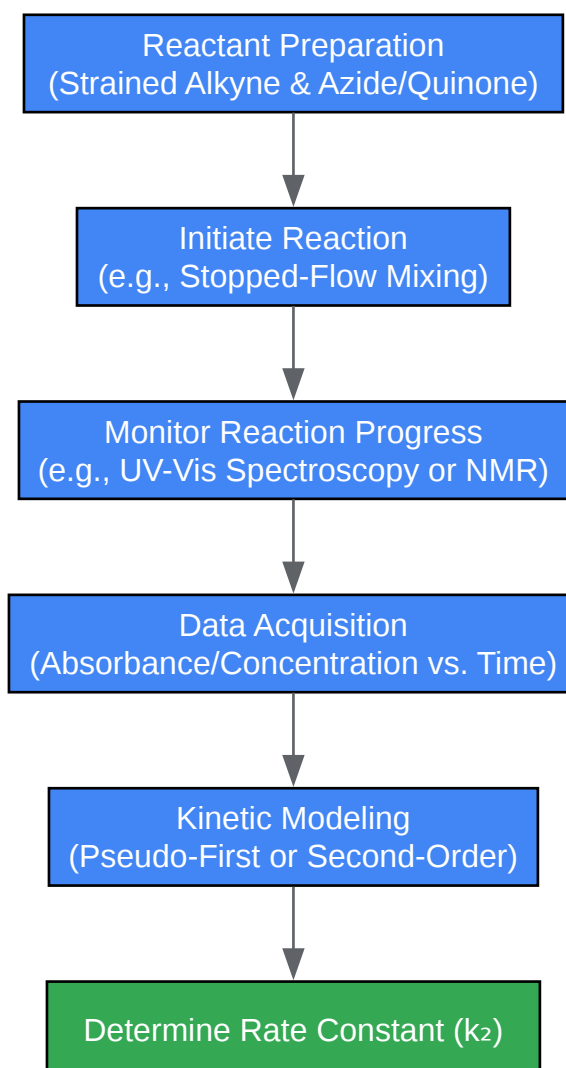 Reactant Preparation
(Strained Alkyne & Azide/Quinone)
Initiate Reaction
(e.g., Stopped-Flow Mixing)
Monitor Reaction Progress
(e.g., UV-Vis Spectroscopy or NMR)
Data Acquisition
(Absorbance/Concentration vs. Time)
Kinetic Modeling
(Pseudo-First or Second-Order)
Determine Rate Constant (k₂)